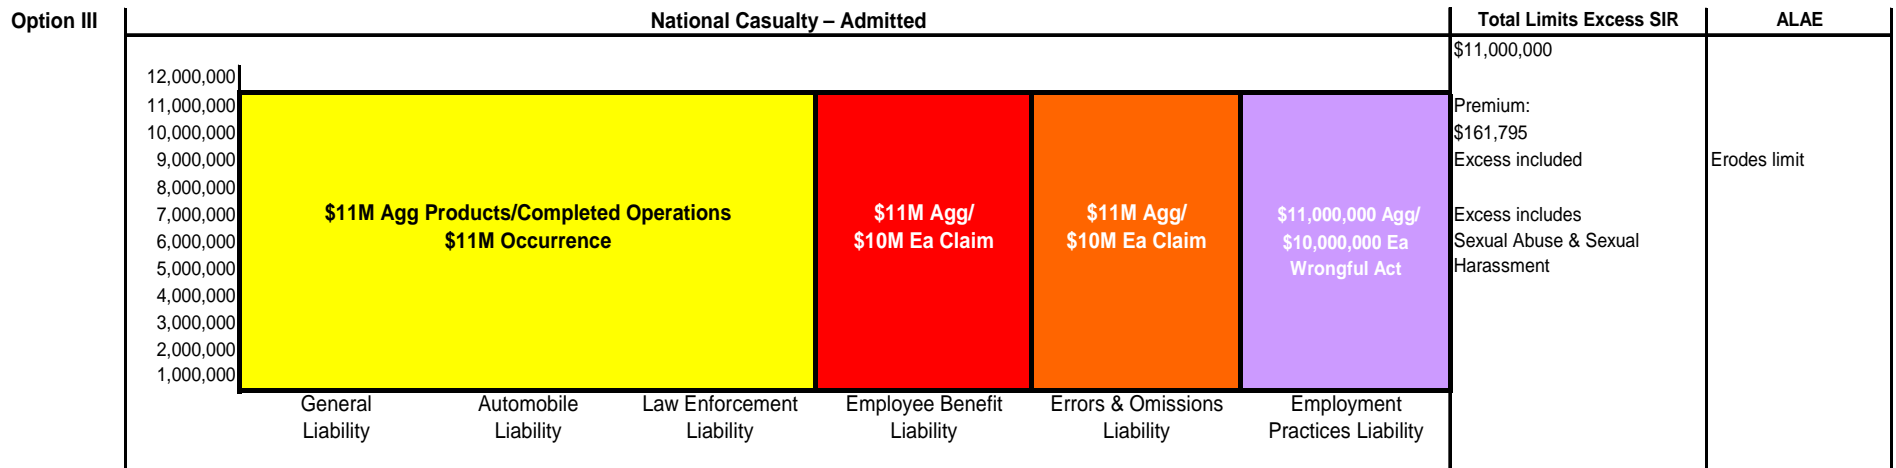 Option III
National Casualty – Admitted
Total Limits Excess SIR
ALAE
$11,000,000
12,000,000
11,000,000
Premium:
10,000,000
$161,795
9,000,000
Excess included
Erodes limit
8,000,000
7,000,000
$11M Agg Products/Completed Operations
$11M Agg/
$11M Agg/
$11,000,000 Agg/
Excess includes
6,000,000
$11M Occurrence
$10M Ea Claim
$10M Ea Claim
$10,000,000 Ea
Sexual Abuse & Sexual
5,000,000
Wrongful Act
Harassment
4,000,000
3,000,000
2,000,000
1,000,000
General
Liability
Automobile
Liability
Law Enforcement
Liability
Employee Benefit
Liability
Errors & Omissions
Liability
Employment
Practices Liability